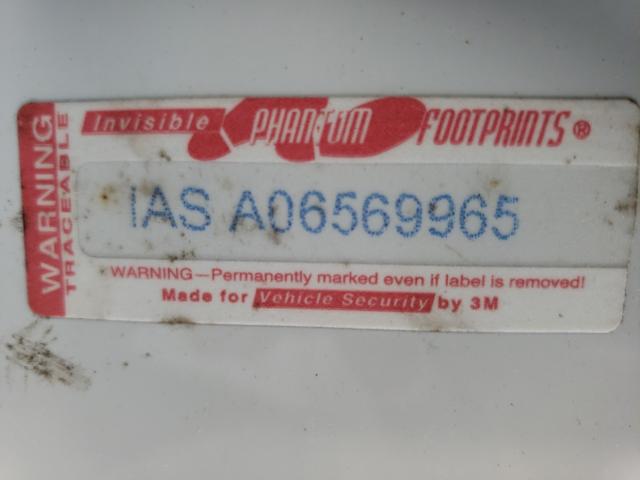 WARNING
TRACEABLE
Invisible PHANTOM FOOTPRINTS®
IAS A06569965
WARNING—Permanently marked even if label is removed!
Made for Vehicle Security by 3M